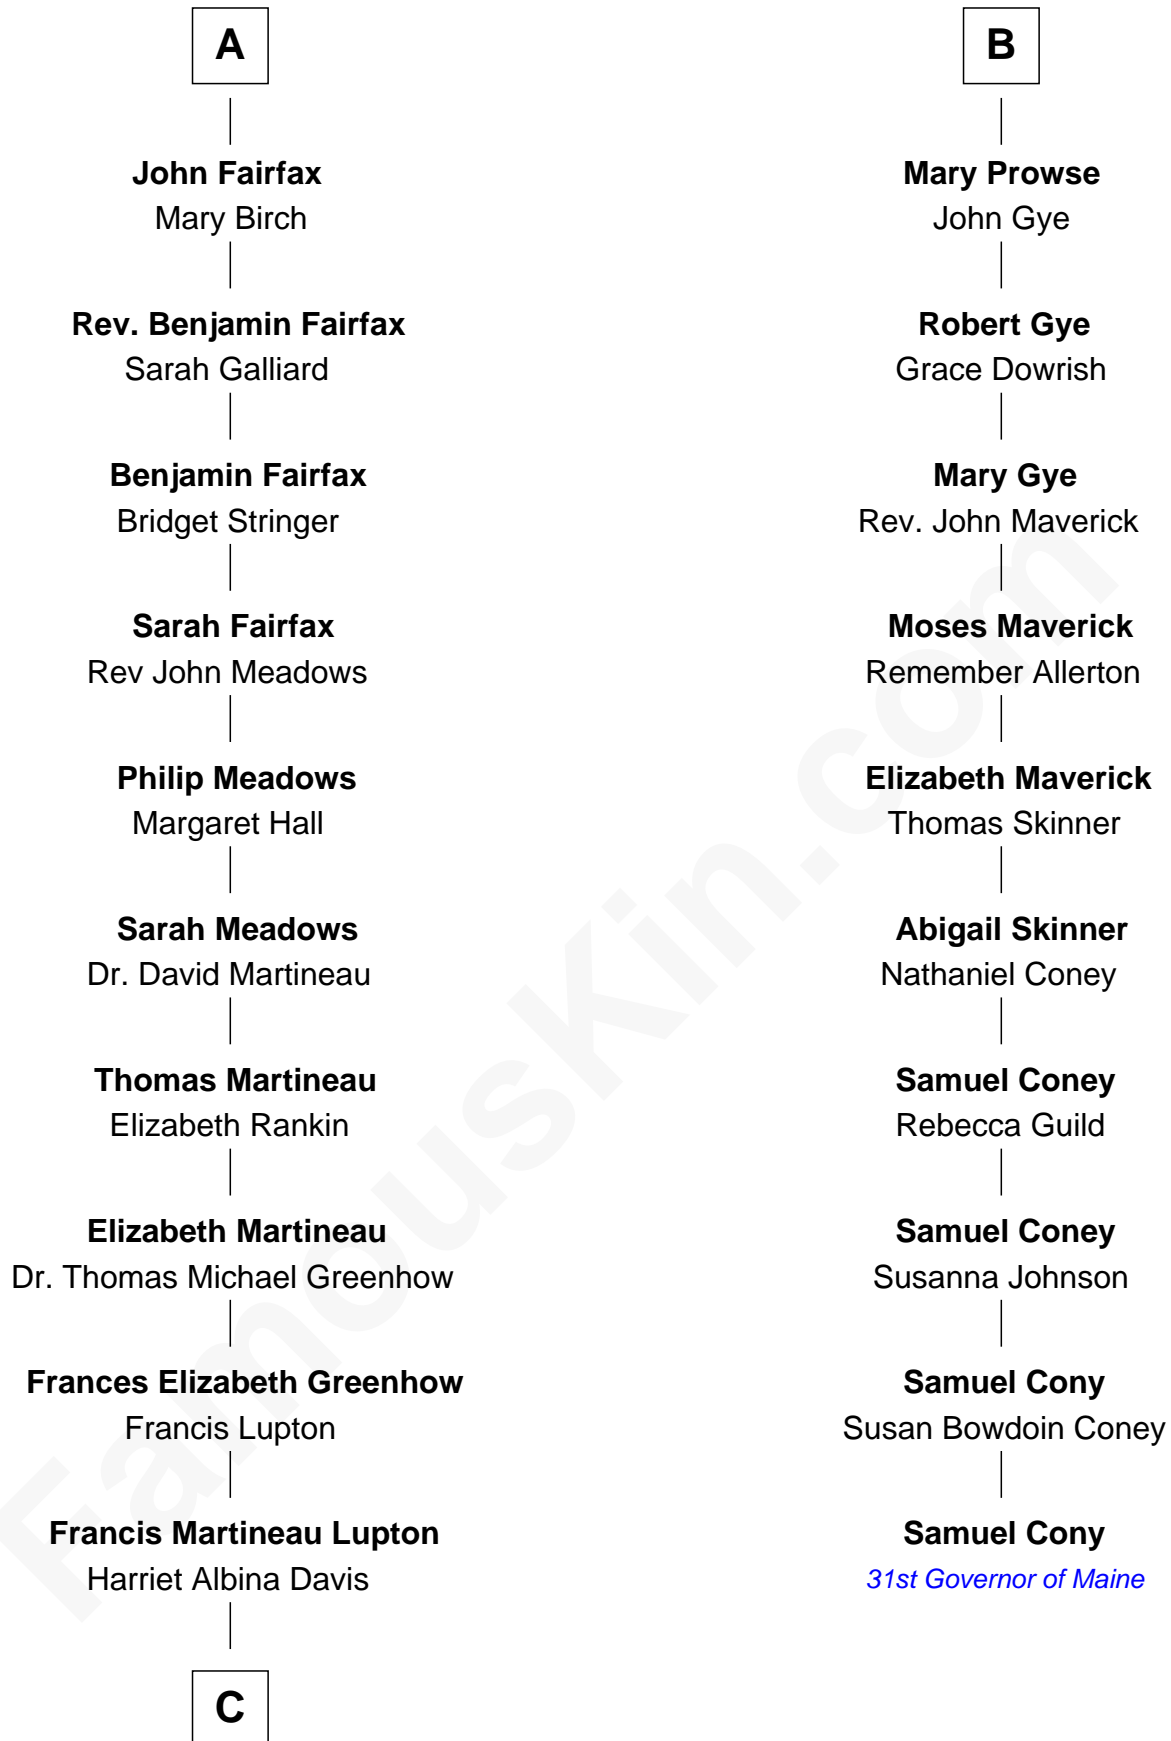 A
John Fairfax
Mary Birch
Rev. Benjamin Fairfax
Sarah Galliard
Benjamin Fairfax
Bridget Stringer
Sarah Fairfax
Rev John Meadows
Philip Meadows
Margaret Hall
Sarah Meadows
Dr. David Martineau
Thomas Martineau
Elizabeth Rankin
Elizabeth Martineau
Dr. Thomas Michael Greenhow
Frances Elizabeth Greenhow
Francis Lupton
Francis Martineau Lupton
Harriet Albina Davis
C
B
Mary Prowse
John Gye
Robert Gye
Grace Dowrish
Mary Gye
Rev. John Maverick
Moses Maverick
Remember Allerton
Elizabeth Maverick
Thomas Skinner
Abigail Skinner
Nathaniel Coney
Samuel Coney
Rebecca Guild
Samuel Coney
Susanna Johnson
Samuel Cony
Susan Bowdoin Coney
Samuel Cony
31st Governor of Maine
FamousKin.com